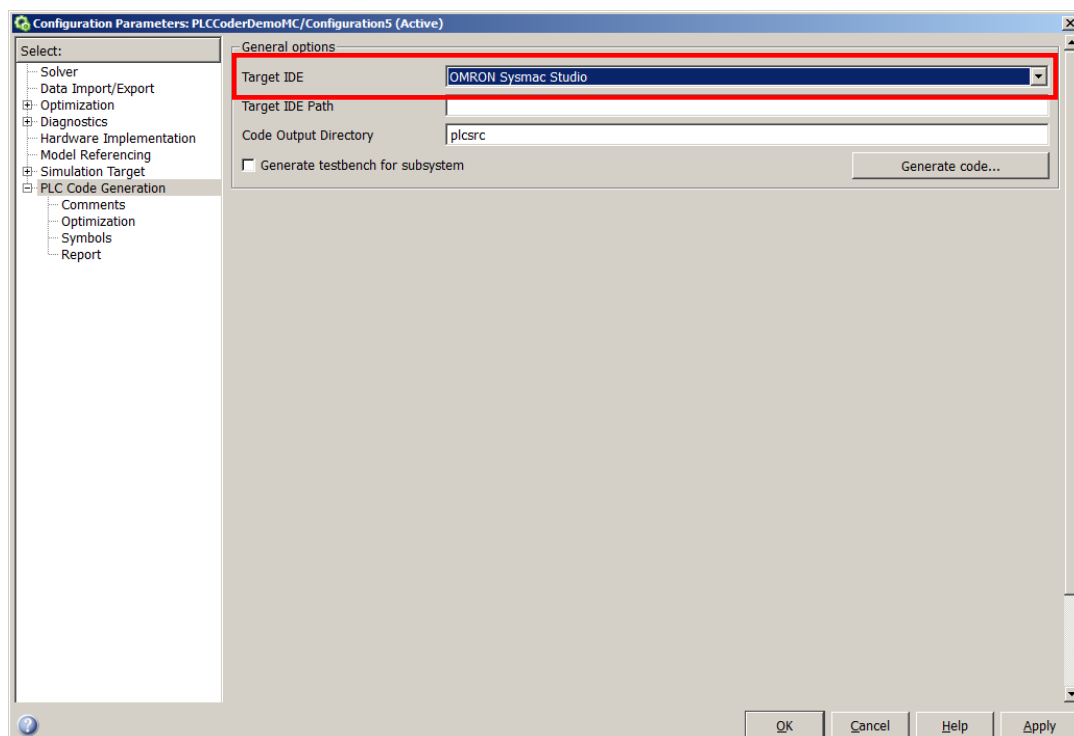 Configuration Parameters: PLCCoderDemoMC/Configuration5 (Active)
Select:
Solver
Data Import/Export
Optimization
Diagnostics
Hardware Implementation
Model Referencing
Simulation Target
PLC Code Generation
Comments
Optimization
Symbols
Report
General options
Target IDE OMRON Sysmac Studio
Target IDE Path
Code Output Directory plcsrc
Generate testbench for subsystem Generate code...
OK Cancel Help Apply